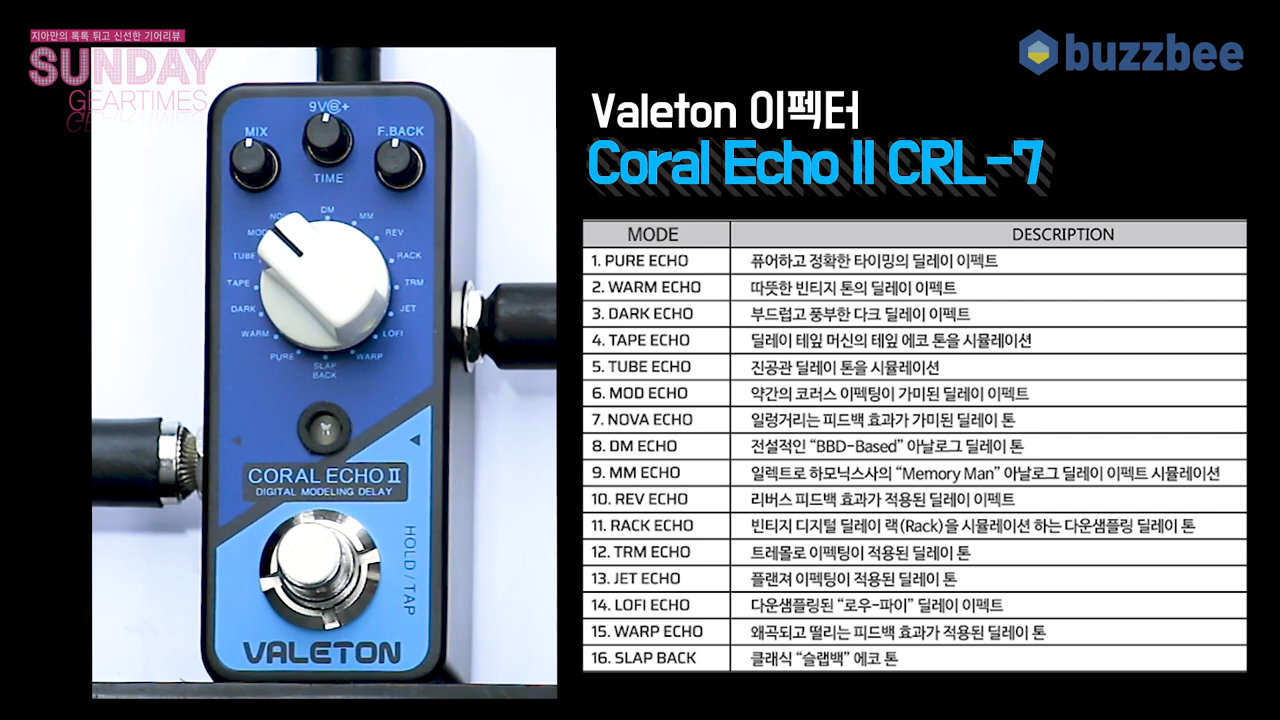 지아만의 톡톡 튀고 신선한 기어리뷰
SUNDAY
GEARTIMES
buzzbee
Valeton 이펙터
Coral Echo II CRL-7
9V
MIX
F.BACK
TIME
DM
MM
REV
RACK
TRM
JET
LOFI
WARP
SLAP
BACK
PURE
WARM
DARK
TAPE
TUBE
CORAL ECHO II
DIGITAL MODELING DELAY
HOLD / TAP
VALETON
MODE DESCRIPTION
1. PURE ECHO 퓨어하고 정확한 타이밍의 딜레이 이펙트
2. WARM ECHO 따뜻한 빈티지 톤의 딜레이 이펙트
3. DARK ECHO 부드럽고 풍부한 다크 딜레이 이펙트
4. TAPE ECHO 딜레이 테잎 머신의 테잎 에코 톤을 시뮬레이션
5. TUBE ECHO 진공관 딜레이 톤을 시뮬레이션
6. MOD ECHO 약간의 코러스 이펙팅이 가미된 딜레이 이펙트
7. NOVA ECHO 일렁거리는 피드백 효과가 가미된 딜레이 톤
8. DM ECHO 전설적인 “BBD-Based” 아날로그 딜레이 톤
9. MM ECHO 일렉트로 하모닉스사의 “Memory Man” 아날로그 딜레이 이펙트 시뮬레이션
10. REV ECHO 리버스 피드백 효과가 적용된 딜레이 이펙트
11. RACK ECHO 빈티지 디지털 딜레이 랙(Rack)을 시뮬레이션 하는 다운샘플링 딜레이 톤
12. TRM ECHO 트레몰로 이펙팅이 적용된 딜레이 톤
13. JET ECHO 플랜져 이펙팅이 적용된 딜레이 톤
14. LOFI ECHO 다운샘플링된 “로우-파이” 딜레이 이펙트
15. WARP ECHO 왜곡되고 떨리는 피드백 효과가 적용된 딜레이 톤
16. SLAP BACK 클래식 “슬랩백” 에코 톤